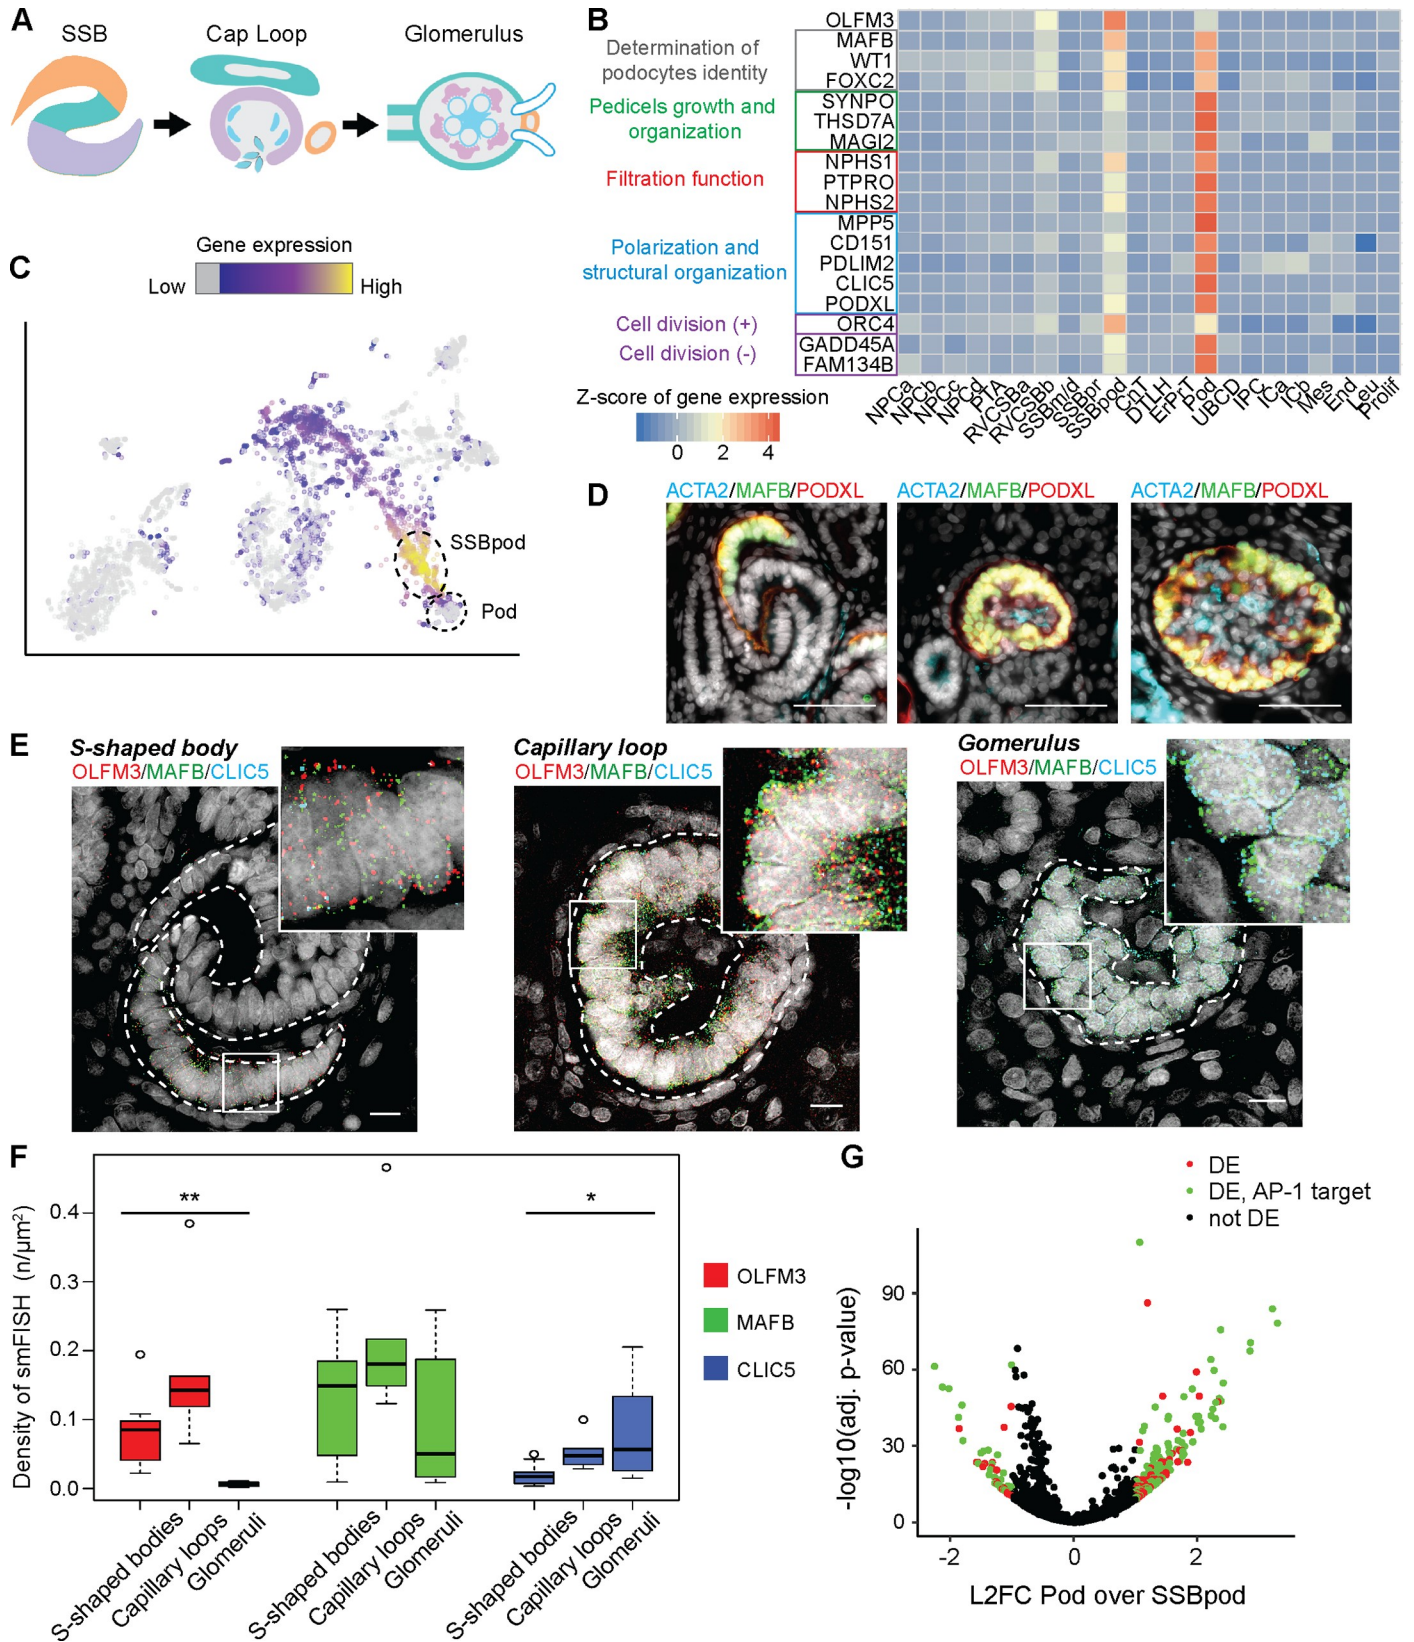 A
SSB
Cap Loop
Glomerulus
B
Determination of
podocytes identity
Pedicels growth and
organization
Filtration function
Polarization and
structural organization
Cell division (+)
Cell division (-)
OLFM3
MAFB
WT1
FOXC2
SYNPO
THSD7A
MAGI2
NPHS1
PTPRO
NPHS2
MPP5
CD151
PDLIM2
CLIC5
PODXL
ORC4
GADD45A
FAM134B
NPCa
NPCb
NPCc
NPCd
PTA
RVCSBa
RVCSBb
SSBm/d
SSBpr
SSBpod
CnT
DTLH
ErPrT
Pod
UBCD
IPC
ICa
ICb
Mes
End
Leu
Prolif
Z-score of gene expression
0 2 4
C
Gene expression
Low
High
SSBpod
Pod
D
ACTA2/MAFB/PODXL
ACTA2/MAFB/PODXL
ACTA2/MAFB/PODXL
E
S-shaped body
OLFM3/MAFB/CLIC5
Capillary loop
OLFM3/MAFB/CLIC5
Gomerulus
OLFM3/MAFB/CLIC5
F
Density of smFISH (n/µm²)
0.4
0.3
0.2
0.1
0.0
**
*
S-shaped bodies
Capillary loops
Glomeruli
S-shaped bodies
Capillary loops
Glomeruli
S-shaped bodies
Capillary loops
Glomeruli
OLFM3
MAFB
CLIC5
G
DE
DE, AP-1 target
not DE
-log10(adj. p-value)
90
60
30
0
-2 0 2
L2FC Pod over SSBpod